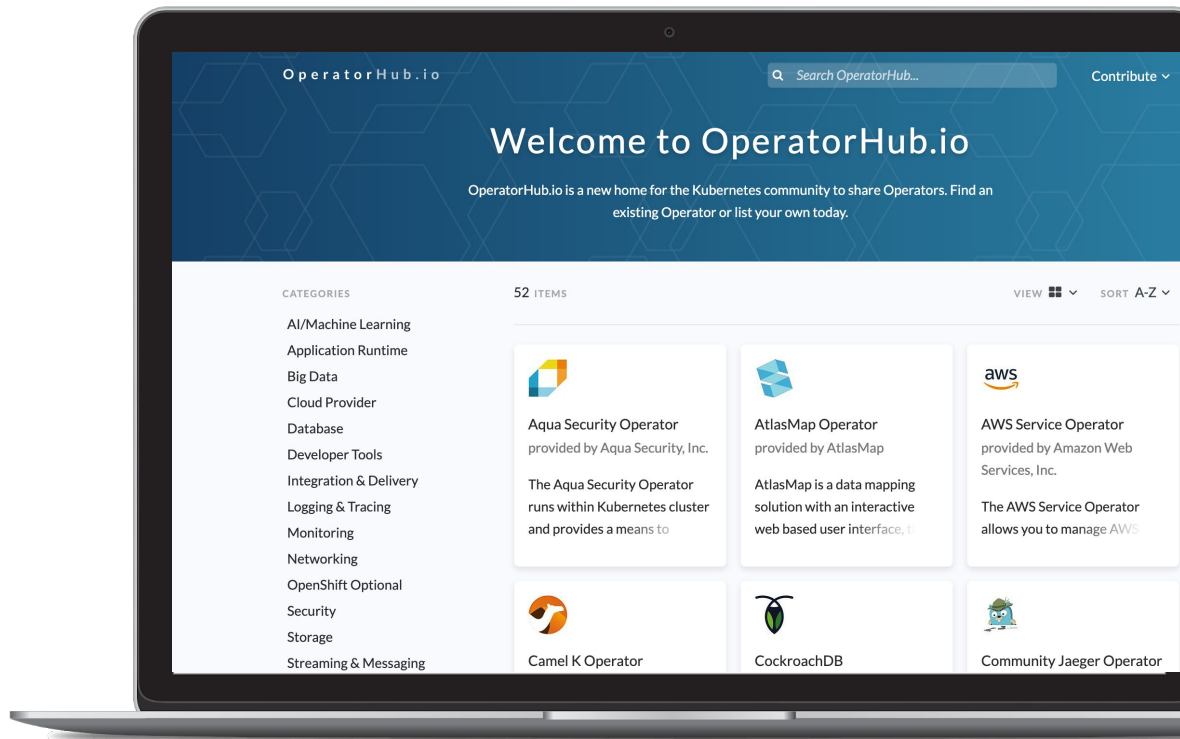 OperatorHub.io
Search OperatorHub...
Contribute
Welcome to OperatorHub.io
OperatorHub.io is a new home for the Kubernetes community to share Operators. Find an
existing Operator or list your own today.
CATEGORIES
52 ITEMS
VIEW
SORT A-Z
AI/Machine Learning
Application Runtime
Big Data
Cloud Provider
Database
Developer Tools
Integration & Delivery
Logging & Tracing
Monitoring
Networking
OpenShift Optional
Security
Storage
Streaming & Messaging
Aqua Security Operator
provided by Aqua Security, Inc.
The Aqua Security Operator
runs within Kubernetes cluster
and provides a means to
AtlasMap Operator
provided by AtlasMap
AtlasMap is a data mapping
solution with an interactive
web based user interface,
aws
AWS Service Operator
provided by Amazon Web
Services, Inc.
The AWS Service Operator
allows you to manage AWS
Camel K Operator
CockroachDB
Community Jaeger Operator